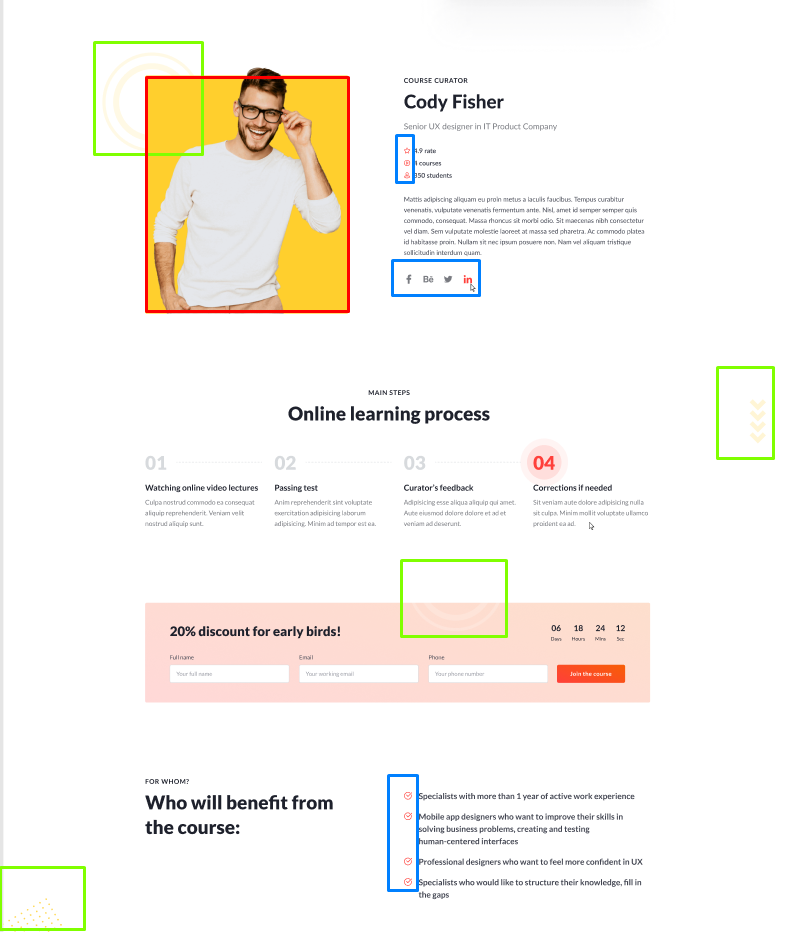 COURSE CURATOR
Cody Fisher
Senior UX designer in IT Product Company
4.9 rate
4 courses
350 students
Mattis adipiscing aliquam eu proin metus a iaculis faucibus. Tempus curabitur
venenatis, vulputate venenatis fermentum ante. Nisl, amet id semper semper quis
commodo, consequat. Massa rhoncus sit morbi odio. Sit maecenas nibh consectetur
vel diam. Sem vulputate molestie laoreet at massa sed pharetra. Ac commodo platea
id habitasse proin. Nullam sit nec ipsum posuere non. Nam vel aliquam tristique
sollicitudin interdum quam.
f Bē in
MAIN STEPS
Online learning process
01 02 03 04
Watching online video lectures
Culpa nostrud commodo ea consequat
aliquip reprehenderit. Veniam velit
nostrud aliquip sunt.
Passing test
Anim reprehenderit sint voluptate
exercitation adipisicing laborum
adipisicing. Minim ad tempor est ea.
Curator's feedback
Adipisicing esse aliqua aliquip qui amet.
Aute eiusmod dolore dolore et ad et
veniam ad deserunt.
Corrections if needed
Sit veniam aute dolore adipisicing nulla
sit culpa. Minim mollit voluptate ullamco
proident ea ad.
20% discount for early birds!
06 18 24 12
Days Hours Mins Sec
Full name Email Phone
Your full name Your working email Your phone number Join the course
FOR WHOM?
Who will benefit from
the course:
Specialists with more than 1 year of active work experience
Mobile app designers who want to improve their skills in
solving business problems, creating and testing
human-centered interfaces
Professional designers who want to feel more confident in UX
Specialists who would like to structure their knowledge, fill in
the gaps